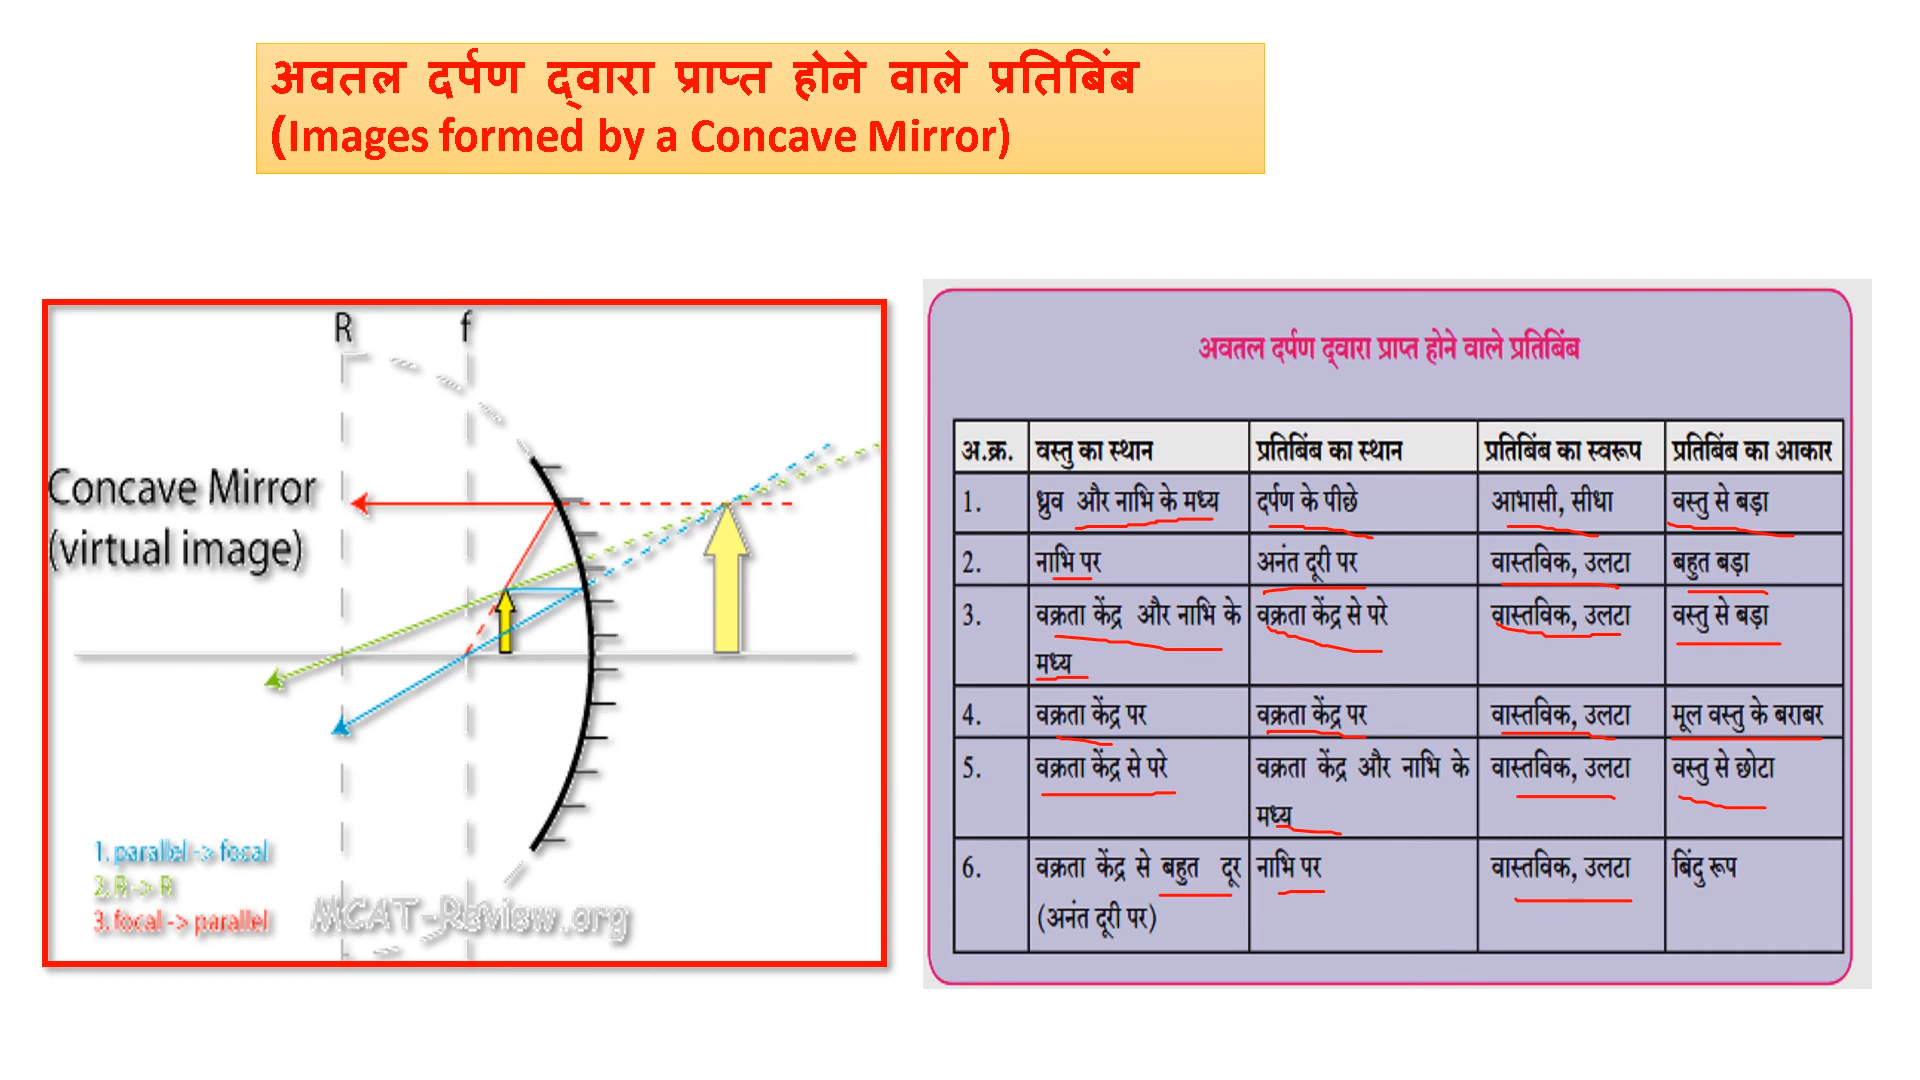 अवतल दर्पण द्वारा प्राप्त होने वाले प्रतिबिंब
(Images formed by a Concave Mirror)
R f
Concave Mirror
(virtual image)
1. parallel -> focal
2. R -> R
3. focal -> parallel
MCAT-Review.org
अवतल दर्पण द्वारा प्राप्त होने वाले प्रतिबिंब
अ.क्र. वस्तु का स्थान प्रतिबिंब का स्थान प्रतिबिंब का स्वरूप प्रतिबिंब का आकार
1. ध्रुव और नाभि के मध्य दर्पण के पीछे आभासी, सीधा वस्तु से बड़ा
2. नाभि पर अनंत दूरी पर वास्तविक, उलटा बहुत बड़ा
3. वक्रता केंद्र और नाभि के वक्रता केंद्र से परे वास्तविक, उलटा वस्तु से बड़ा
मध्य
4. वक्रता केंद्र पर वक्रता केंद्र पर वास्तविक, उलटा मूल वस्तु के बराबर
5. वक्रता केंद्र से परे वक्रता केंद्र और नाभि के वास्तविक, उलटा वस्तु से छोटा
मध्य
6. वक्रता केंद्र से बहुत दूर नाभि पर वास्तविक, उलटा बिंदु रूप
(अनंत दूरी पर)